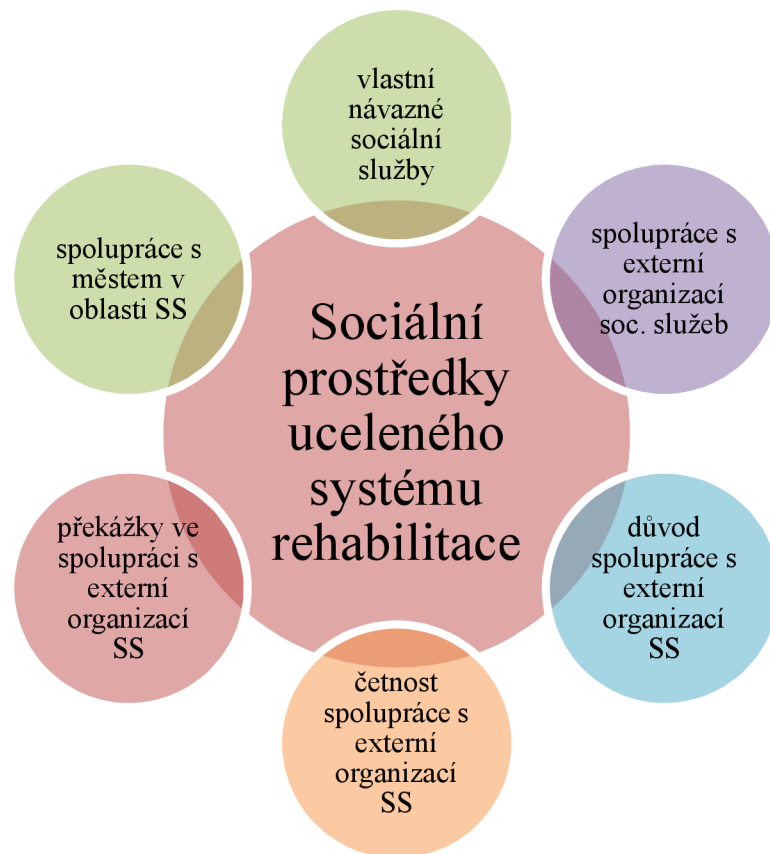 vlastní
návazné
sociální
služby
spolupráce s
externí
organizací
soc. služeb
důvod
spolupráce s
externí
organizací
SS
četnost
spolupráce s
externí
organizací
SS
překážky ve
spolupráci s
externí
organizací
SS
spolupráce s
městem v
oblasti SS
Sociální
prostředky
uceleného
systému
rehabilitace